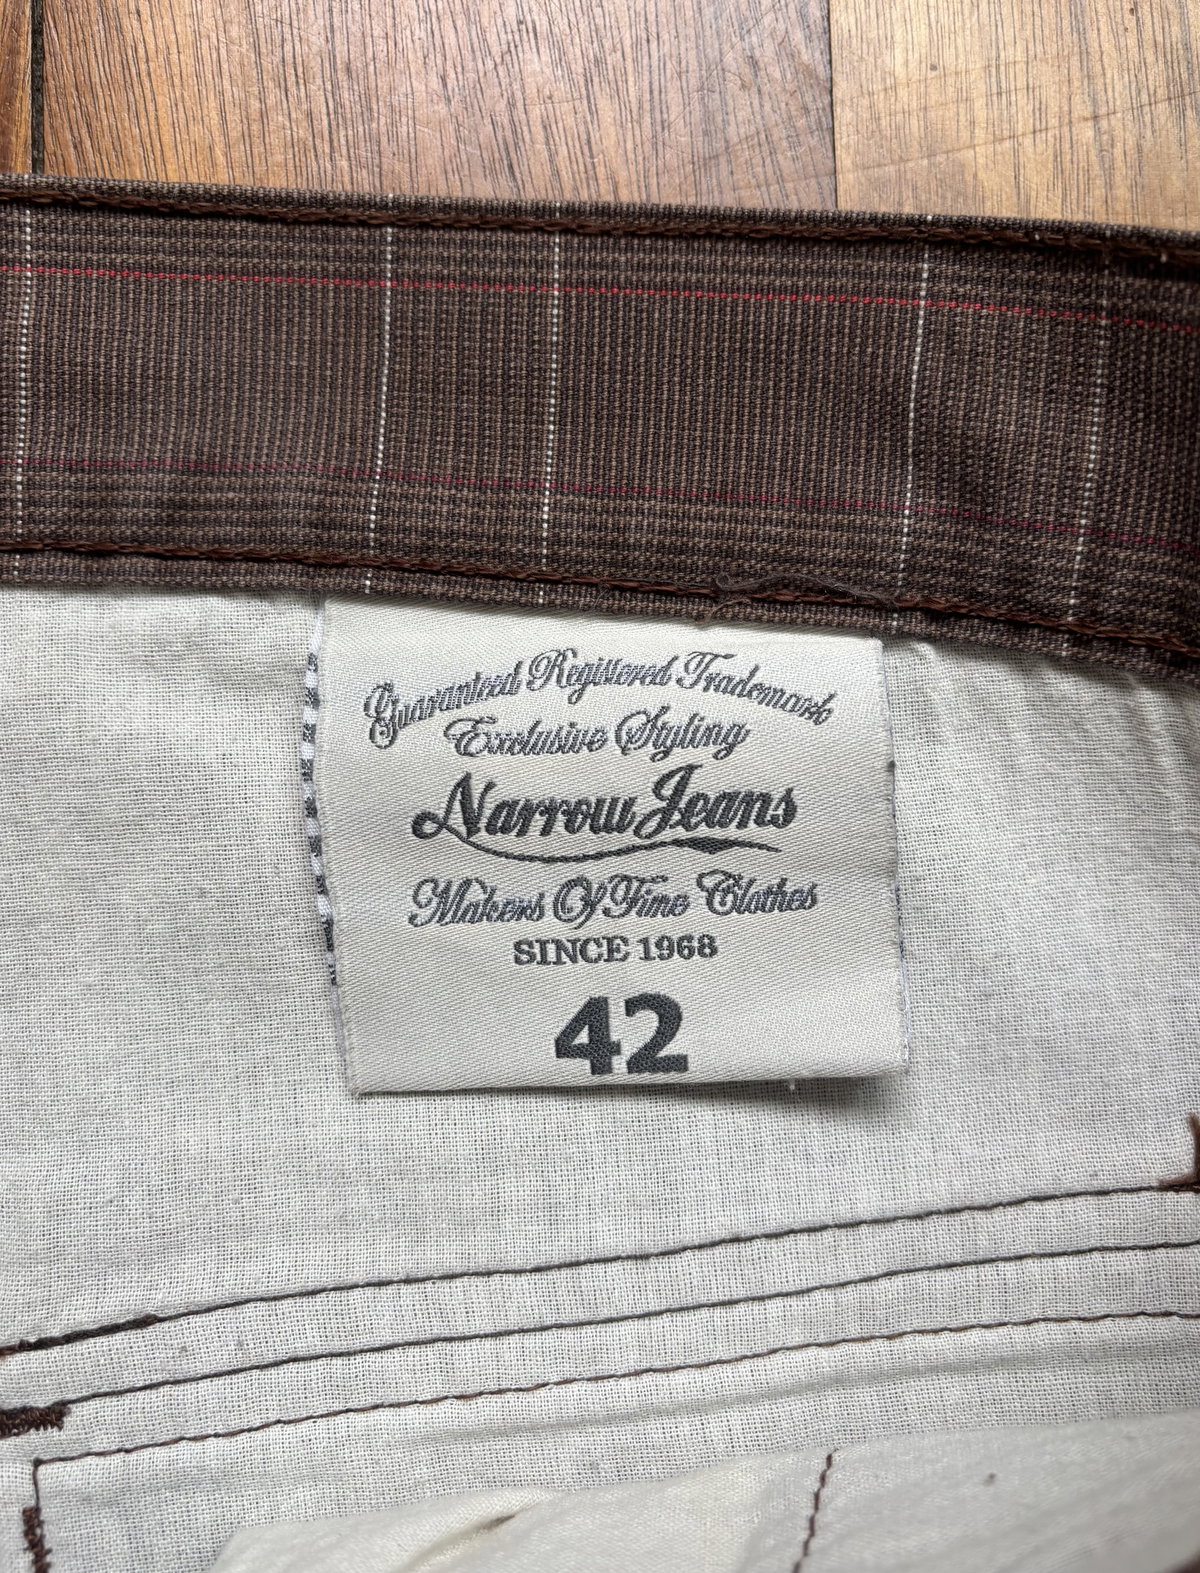 Guaranteed Registered Trademark
Exclusive Styling
Narrow Jeans
Makers Of Fine Clothes
SINCE 1968
42